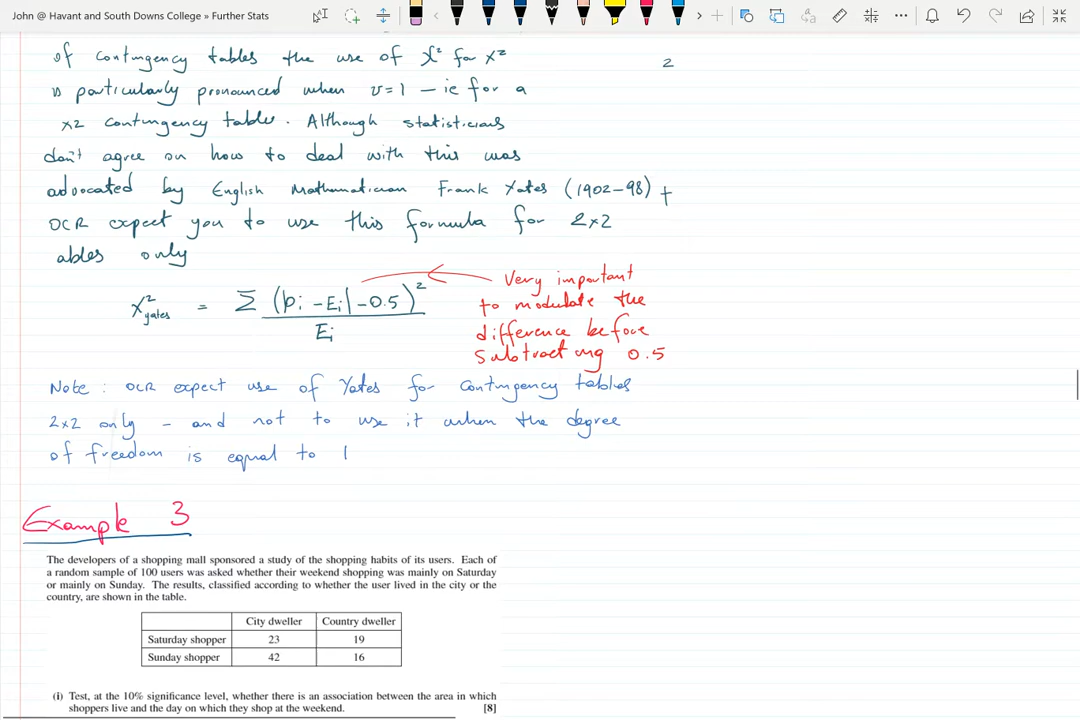 John @ Havant and South Downs College » Further Stats
of contingency tables the use of χ² for X²
is particularly pronounced when v=1 – ie for a
2
x2 contingency table. Although statisticians
don't agree on how to deal with this was
advocated by English Mathematician Frank Yates (1902-98) +
OCR expect you to use this formula for 2x2
ables only
X²yates = Σ (|Oi - Ei| - 0.5)² / Ei
Very important
to modulate the
difference before
subtracting 0.5
Note: OCR expect use of Yates for contingency tables
2x2 only - and not to use it when the degree
of freedom is equal to 1
Example 3
The developers of a shopping mall sponsored a study of the shopping habits of its users. Each of
a random sample of 100 users was asked whether their weekend shopping was mainly on Saturday
or mainly on Sunday. The results, classified according to whether the user lived in the city or the
country, are shown in the table.
City dweller Country dweller
Saturday shopper 23 19
Sunday shopper 42 16
(i) Test, at the 10% significance level, whether there is an association between the area in which
shoppers live and the day on which they shop at the weekend. [8]